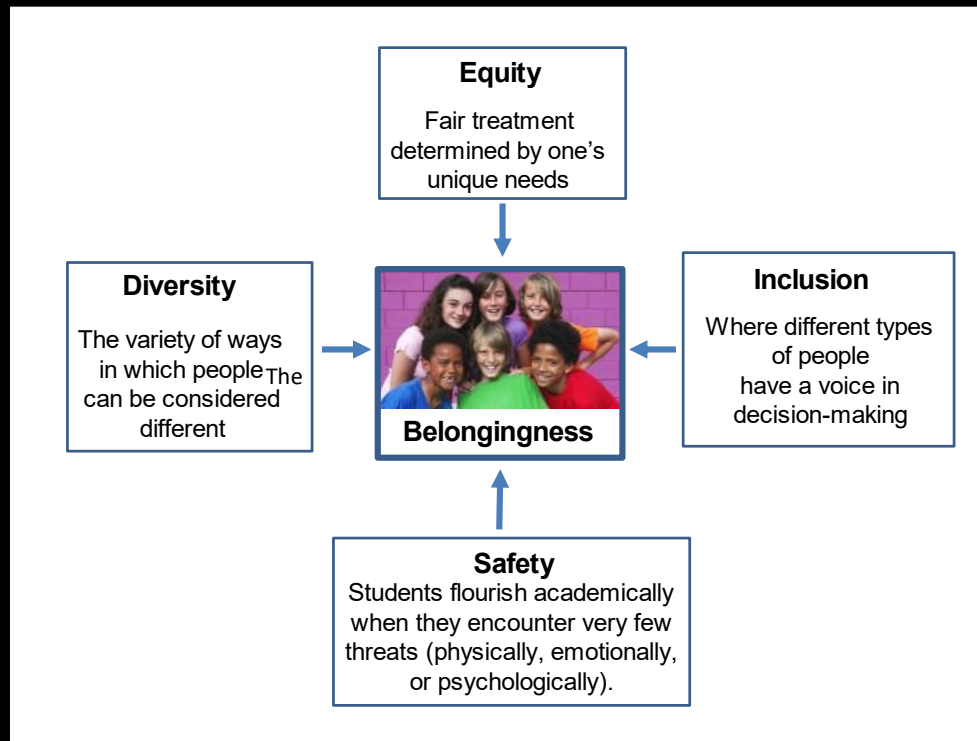 Equity
Fair treatment
determined by one's
unique needs
Diversity
The variety of ways
in which people The
can be considered
different
Belongingness
Inclusion
Where different types
of people
have a voice in
decision-making
Safety
Students flourish academically
when they encounter very few
threats (physically, emotionally,
or psychologically).